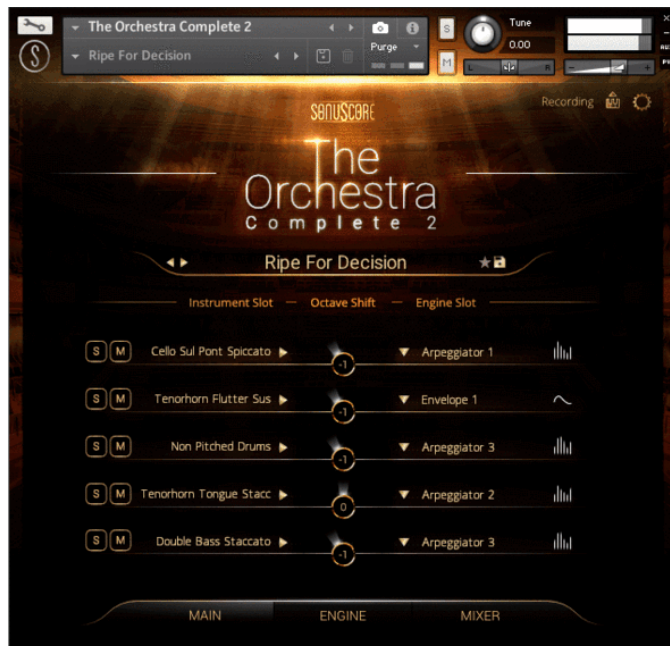 The Orchestra Complete 2
S
Tune
0.00
Ripe For Decision
Purge
M
L
R
Recording
SONUSCORE
The
Orchestra
Complete 2
Ripe For Decision
Instrument Slot — Octave Shift — Engine Slot
S M Cello Sul Pont Spiccato -1 Arpeggiator 1
S M Tenorhorn Flutter Sus -1 Envelope 1
S M Non Pitched Drums -1 Arpeggiator 3
S M Tenorhorn Tongue Stacc 0 Arpeggiator 2
S M Double Bass Staccato -1 Arpeggiator 3
MAIN ENGINE MIXER